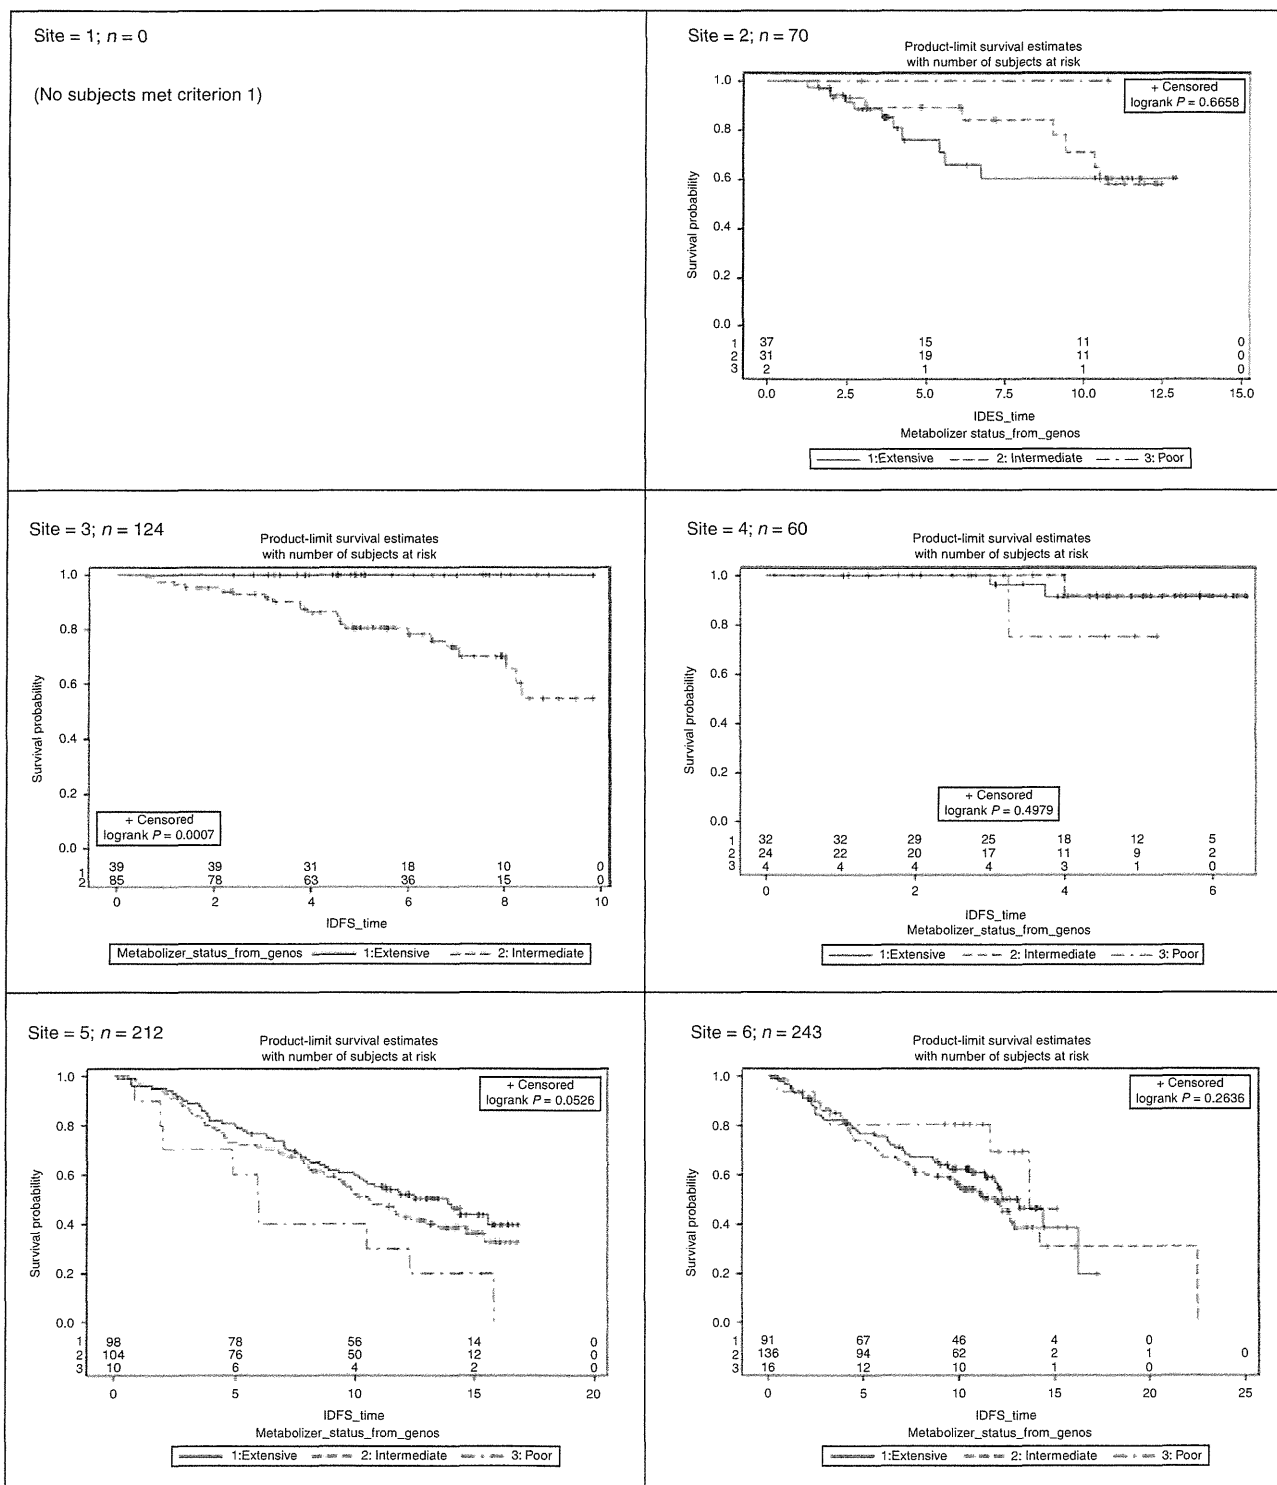 Site = 1; n = 0
(No subjects met criterion 1)
Site = 2; n = 70
Product-limit survival estimates
with number of subjects at risk
+ Censored
logrank P = 0.6658
Survival probability
1.0
0.8
0.6
0.4
0.2
0.0
1 37 15 11 0
2 31 19 11 0
3 2 1 1 0
0.0 2.5 5.0 7.5 10.0 12.5 15.0
IDES_time
Metabolizer status_from_genos
1:Extensive 2: Intermediate 3: Poor
Site = 3; n = 124
Product-limit survival estimates
with number of subjects at risk
Survival probability
1.0
0.8
0.6
0.4
0.2
0.0
+ Censored
logrank P = 0.0007
1 39 39 31 18 10 0
2 85 78 63 36 15 0
0 2 4 6 8 10
IDFS_time
Metabolizer_status_from_genos 1:Extensive 2: Intermediate
Site = 4; n = 60
Product-limit survival estimates
with number of subjects at risk
Survival probability
1.0
0.8
0.6
0.4
0.2
0.0
+ Censored
logrank P = 0.4979
1 32 32 29 25 18 12 5
2 24 22 20 17 11 9 2
3 4 4 4 4 3 1 0
0 2 4 6
IDFS_time
Metabolizer_status_from_genos
1:Extensive 2: Intermediate 3: Poor
Site = 5; n = 212
Product-limit survival estimates
with number of subjects at risk
+ Censored
logrank P = 0.0526
Survival probability
1.0
0.8
0.6
0.4
0.2
0.0
1 98 78 56 14 0
2 104 76 50 12 0
3 10 6 4 2 0
0 5 10 15 20
IDFS_time
Metabolizer_status_from_genos
1:Extensive 2: Intermediate 3: Poor
Site = 6; n = 243
Product-limit survival estimates
with number of subjects at risk
+ Censored
logrank P = 0.2636
Survival probability
1.0
0.8
0.6
0.4
0.2
0.0
1 91 67 46 4 0
2 136 94 62 2 1 0
3 16 12 10 1 0
0 5 10 15 20 25
IDFS_time
Metabolizer_status_from_genos
1:Extensive 2: Intermediate 3: Poor